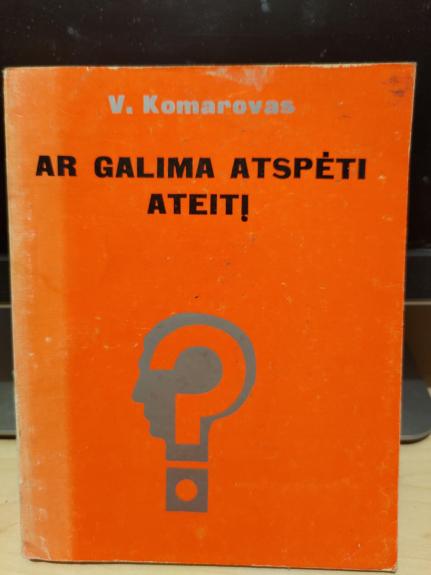 V. Komarovas
AR GALIMA ATSPĖTI
ATEITĮ